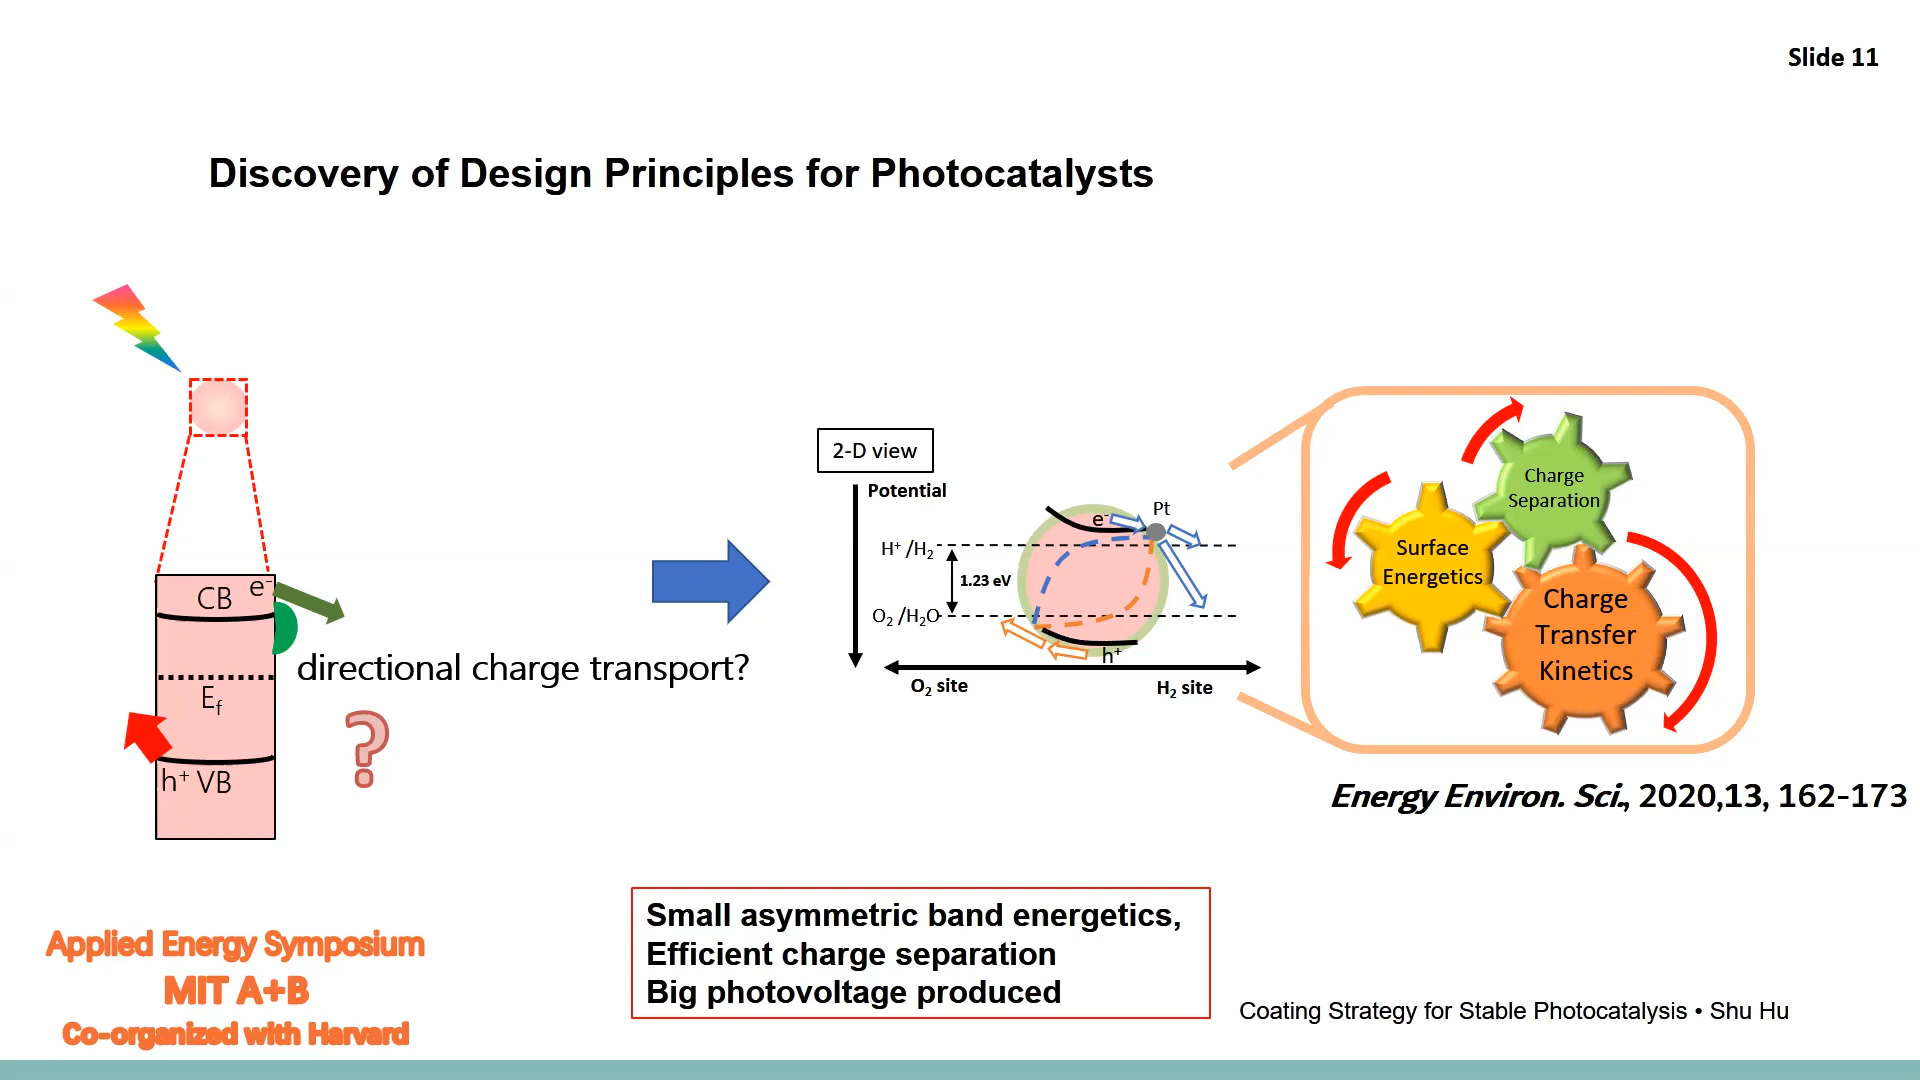 Slide 11
Discovery of Design Principles for Photocatalysts
CB e⁻
E_f
h⁺ VB
directional charge transport?
?
2-D view
Potential
H⁺ /H₂
1.23 eV
O₂ /H₂O
e⁻
Pt
h⁺
O₂ site
H₂ site
Charge
Separation
Surface
Energetics
Charge
Transfer
Kinetics
Energy Environ. Sci., 2020,13, 162-173
Small asymmetric band energetics,
Efficient charge separation
Big photovoltage produced
Applied Energy Symposium
MIT A+B
Co-organized with Harvard
Coating Strategy for Stable Photocatalysis • Shu Hu